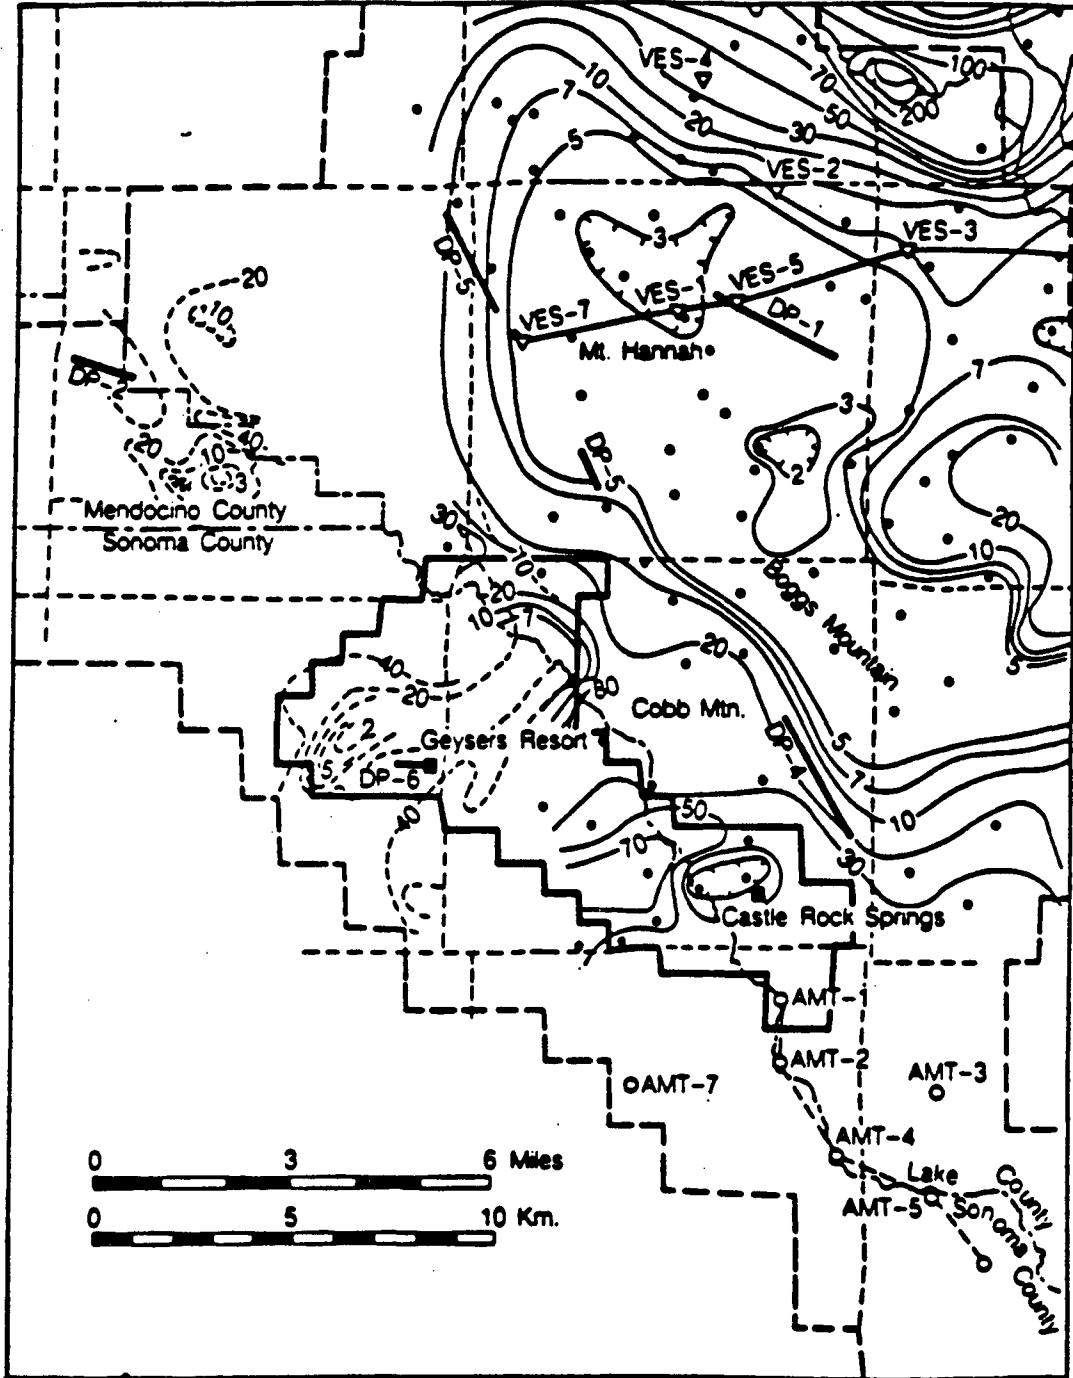 VES-4
100
10
70
7
200
50
20
30
5
VES-2
VES-3
3
20
DP-5
VES-5
10
VES-1
VES-7
DP-1
Mt. Hannah
7
DP-2
3
20
40
10
DP-5
2
3
Mendocino County
30
20
Sonoma County
10
10
20
Boggs Mountain
10
7
20
40
5
80
20
Cobb Mtn.
2
Geysers Resort
DP-4
5
5
DP-6
7
40
50
10
70
30
Castle Rock Springs
AMT-1
AMT-2
AMT-3
AMT-7
AMT-4
0 3 6 Miles
Lake County
AMT-5
Sonoma County
0 5 10 Km.